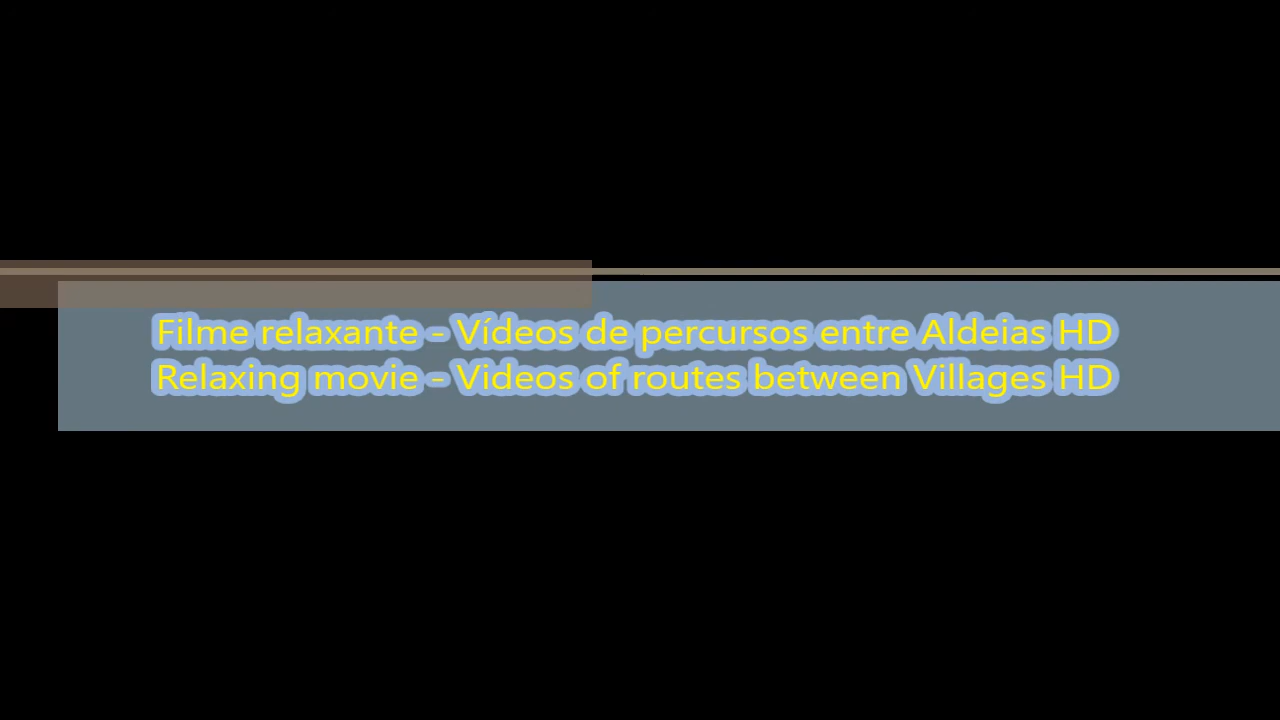 Filme relaxante - Vídeos de percursos entre Aldeias HD
Relaxing movie - Videos of routes between Villages HD